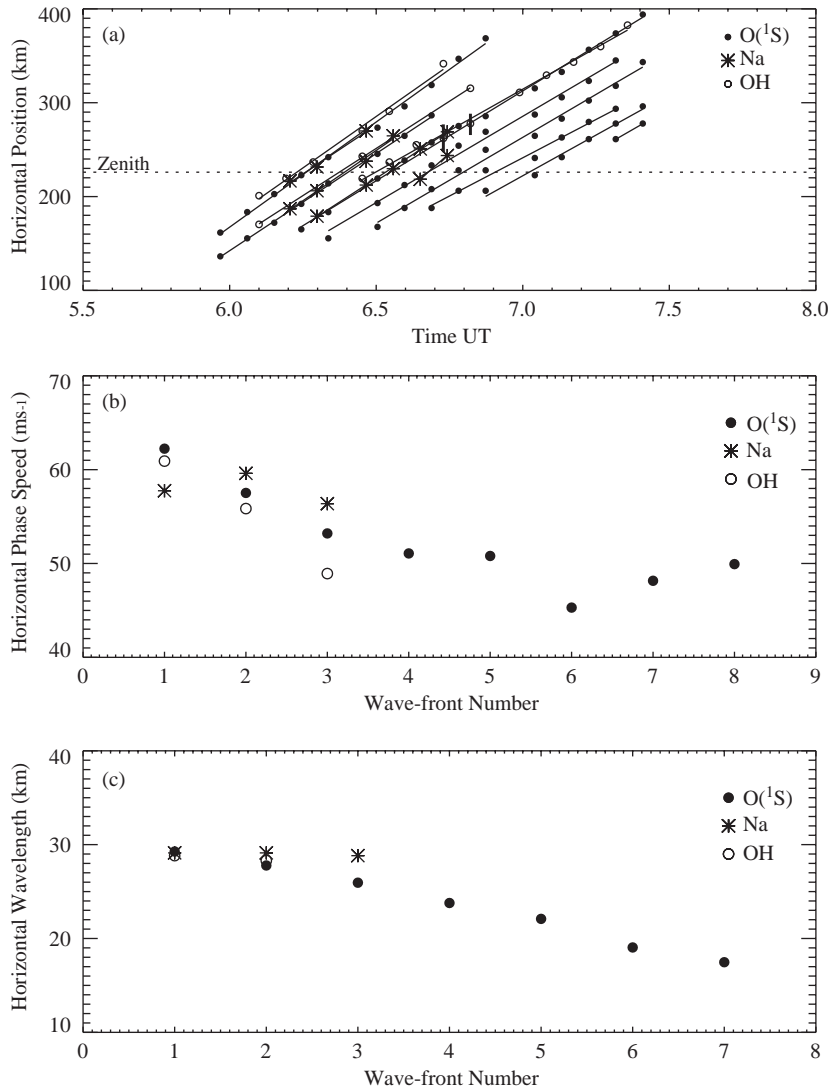 400
300
200
100
Horizontal Position (km)
(a)
O(¹S)
Na
OH
Zenith
5.5 6.0 6.5 7.0 7.5 8.0
Time UT
70
60
50
40
Horizontal Phase Speed (ms-1)
(b)
O(¹S)
Na
OH
0 1 2 3 4 5 6 7 8 9
Wave-front Number
40
30
20
10
Horizontal Wavelength (km)
(c)
O(¹S)
Na
OH
0 1 2 3 4 5 6 7 8
Wave-front Number